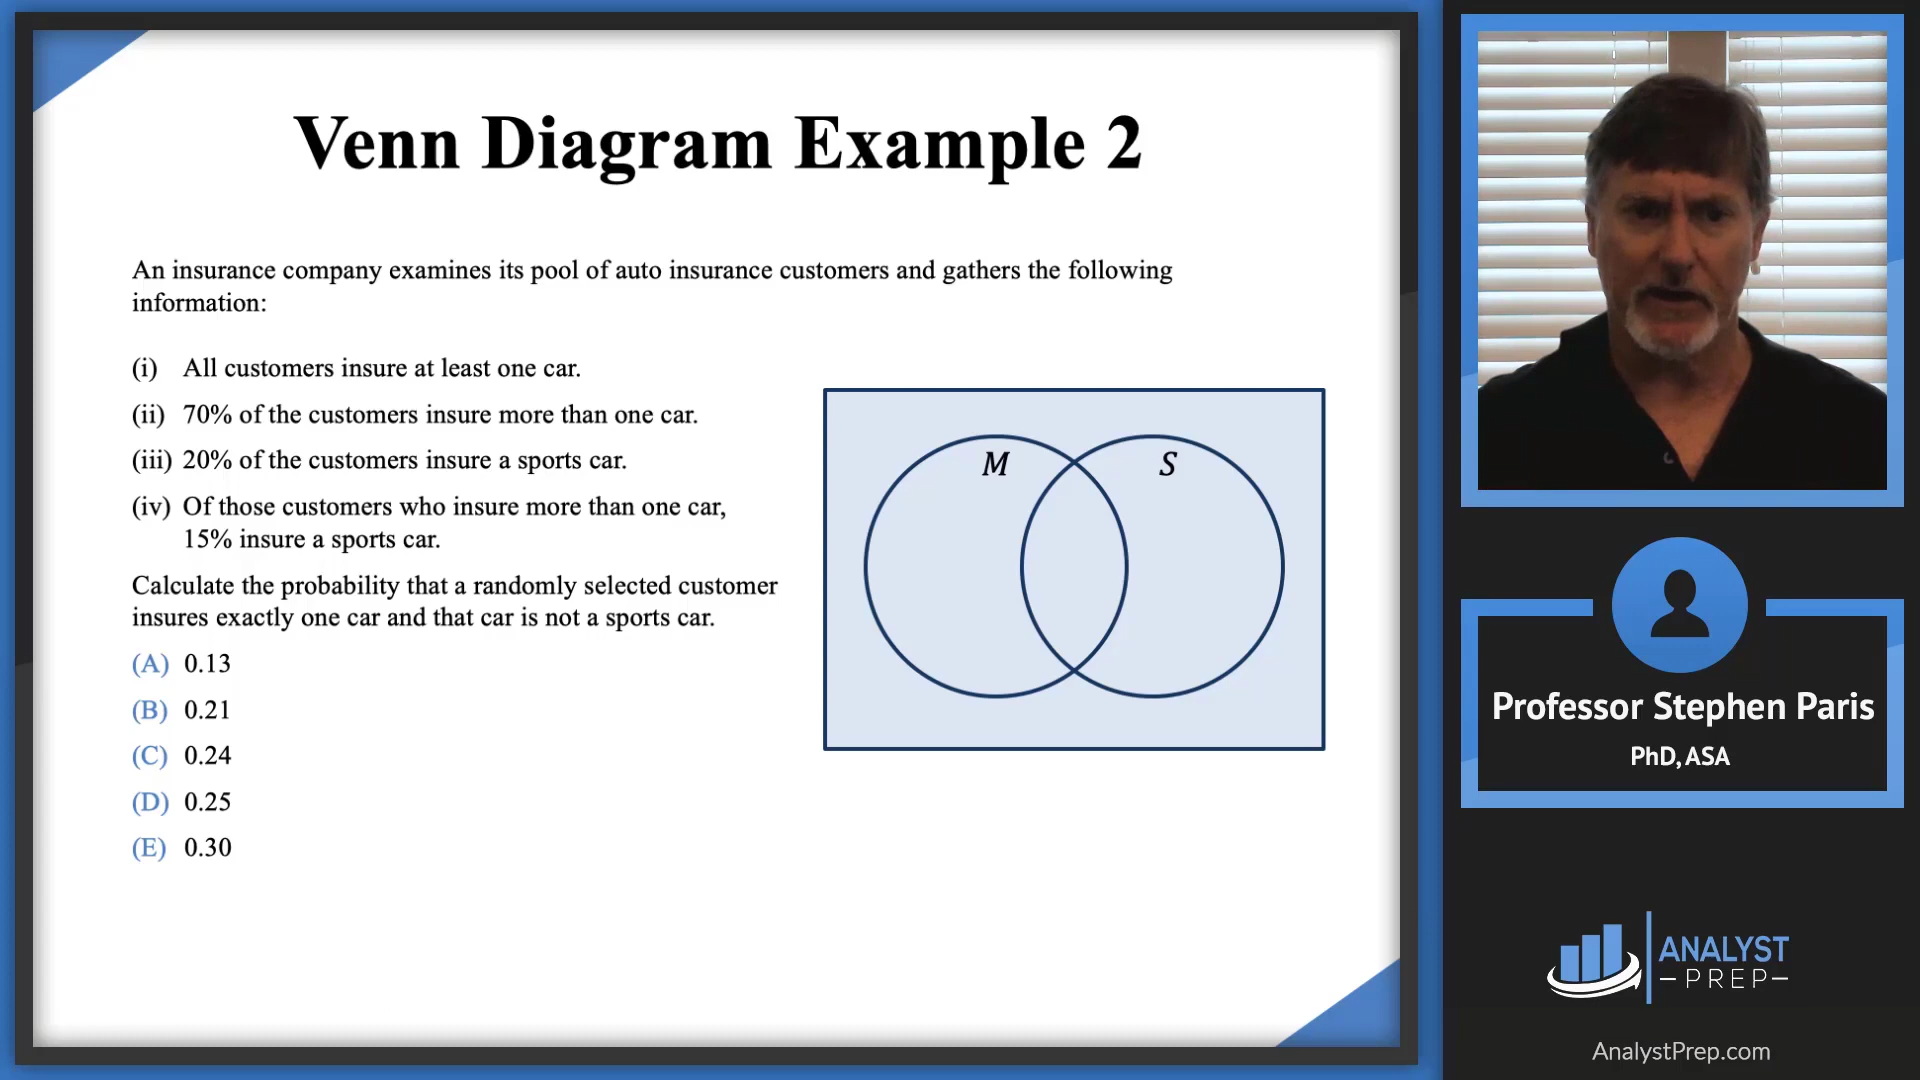 Venn Diagram Example 2
An insurance company examines its pool of auto insurance customers and gathers the following
information:
(i) All customers insure at least one car.
(ii) 70% of the customers insure more than one car.
(iii) 20% of the customers insure a sports car.
(iv) Of those customers who insure more than one car,
15% insure a sports car.
Calculate the probability that a randomly selected customer
insures exactly one car and that car is not a sports car.
(A) 0.13
(B) 0.21
(C) 0.24
(D) 0.25
(E) 0.30
M
S
Professor Stephen Paris
PhD, ASA
ANALYST
PREP
AnalystPrep.com